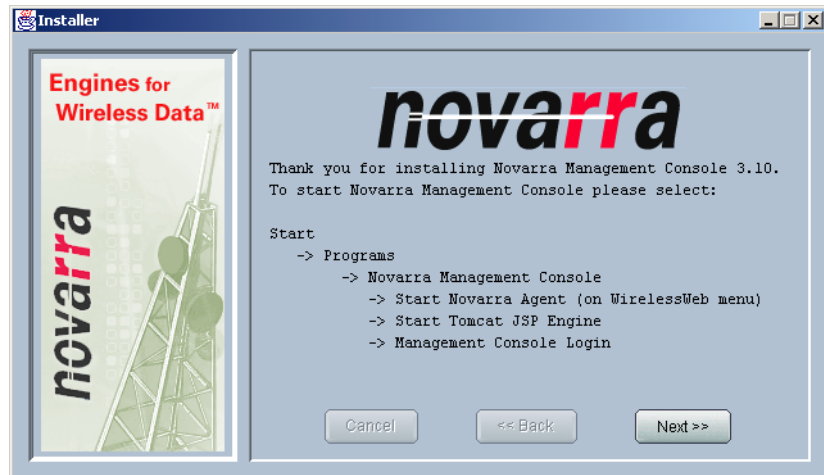 Installer
Engines for
Wireless Data™
novarra
novarra
Thank you for installing Novarra Management Console 3.10.
To start Novarra Management Console please select:
Start
-> Programs
-> Novarra Management Console
-> Start Novarra Agent (on WirelessWeb menu)
-> Start Tomcat JSP Engine
-> Management Console Login
Cancel
<< Back
Next >>